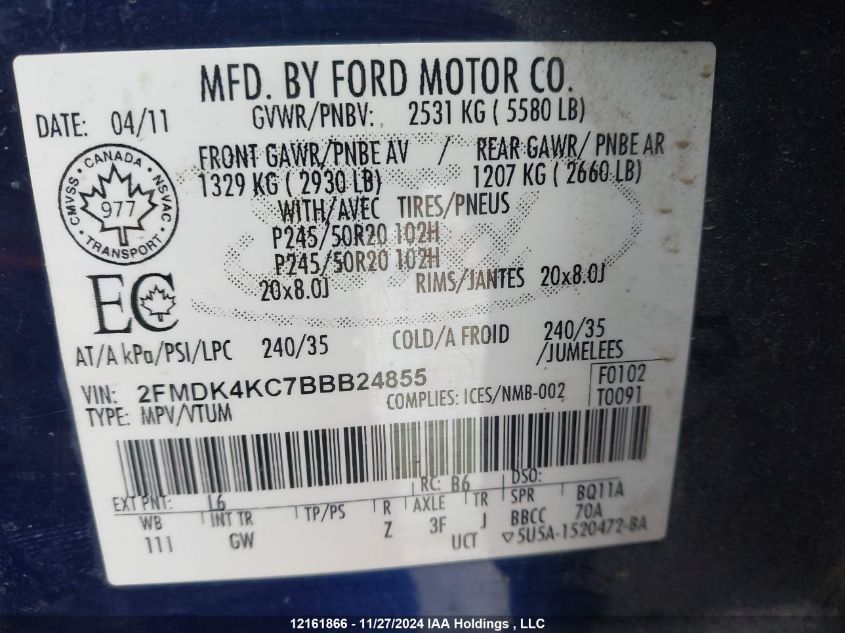 MFD. BY FORD MOTOR CO.
DATE: 04/11 GVWR/PNBV: 2531 KG ( 5580 LB)
FRONT GAWR/PNBE AV / REAR GAWR/ PNBE AR
1329 KG ( 2930 LB) 1207 KG ( 2660 LB)
WITH/AVEC TIRES/PNEUS
P245/50R20 102H
P245/50R20 102H
20x8.0J RIMS/JANTES 20x8.0J
CANADA
CMVSS NSVAC
977
TRANSPORT
EC
AT/A kPa/PSI/LPC 240/35 COLD/A FROID 240/35
/JUMELEES
VIN: 2FMDK4KC7BBB24855 F0102
TYPE: MPV/VTUM COMPLIES: ICES/NMB-002 T0091
EXT PNT: L6 RC: B6 DSO:
WB INT TR TP/PS R AXLE TR SPR BQ11A
111 GW Z 3F J BBCC 70A
UCT ▽5U5A-1520472-BA
12161866 - 11/27/2024 IAA Holdings , LLC